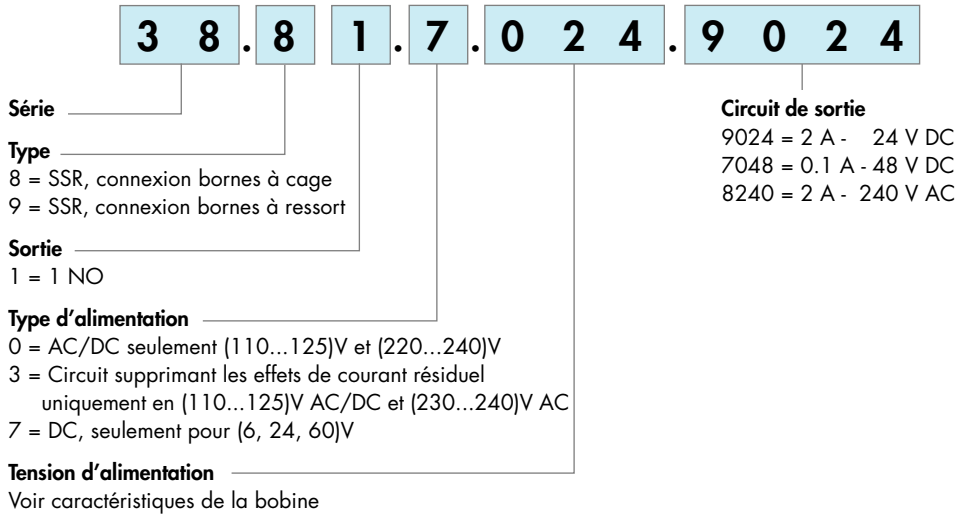 3 8 . 8 1 . 7 . 0 2 4 . 9 0 2 4
Série
Type
8 = SSR, connexion bornes à cage
9 = SSR, connexion bornes à ressort
Sortie
1 = 1 NO
Type d’alimentation
0 = AC/DC seulement (110...125)V et (220...240)V
3 = Circuit supprimant les effets de courant résiduel
uniquement en (110...125)V AC/DC et (230...240)V AC
7 = DC, seulement pour (6, 24, 60)V
Tension d’alimentation
Voir caractéristiques de la bobine
Circuit de sortie
9024 = 2 A - 24 V DC
7048 = 0.1 A - 48 V DC
8240 = 2 A - 240 V AC